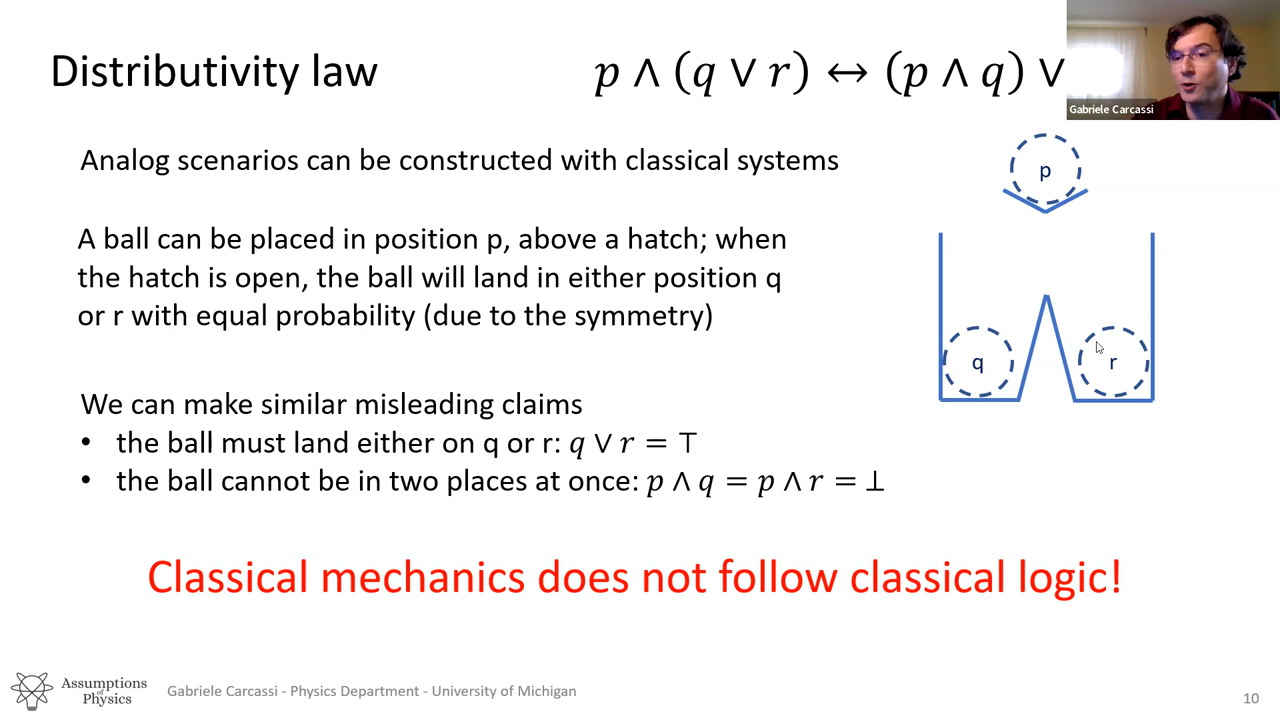 Distributivity law
p ∧ (q ∨ r) ↔ (p ∧ q) ∨
Gabriele Carcassi
Analog scenarios can be constructed with classical systems
p
A ball can be placed in position p, above a hatch; when
the hatch is open, the ball will land in either position q
or r with equal probability (due to the symmetry)
q
r
We can make similar misleading claims
• the ball must land either on q or r: q ∨ r = ⊤
• the ball cannot be in two places at once: p ∧ q = p ∧ r = ⊥
Classical mechanics does not follow classical logic!
Assumptions
of
Physics
Gabriele Carcassi - Physics Department - University of Michigan
10